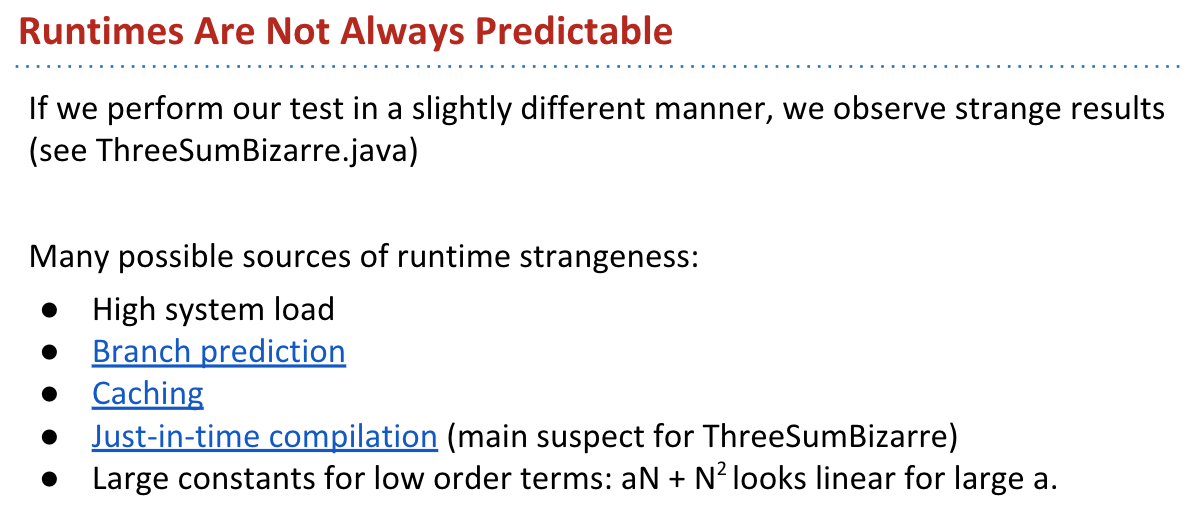 Runtimes Are Not Always Predictable
If we perform our test in a slightly different manner, we observe strange results
(see ThreeSumBizarre.java)
Many possible sources of runtime strangeness:
● High system load
● Branch prediction
● Caching
● Just-in-time compilation (main suspect for ThreeSumBizarre)
● Large constants for low order terms: aN + N² looks linear for large a.